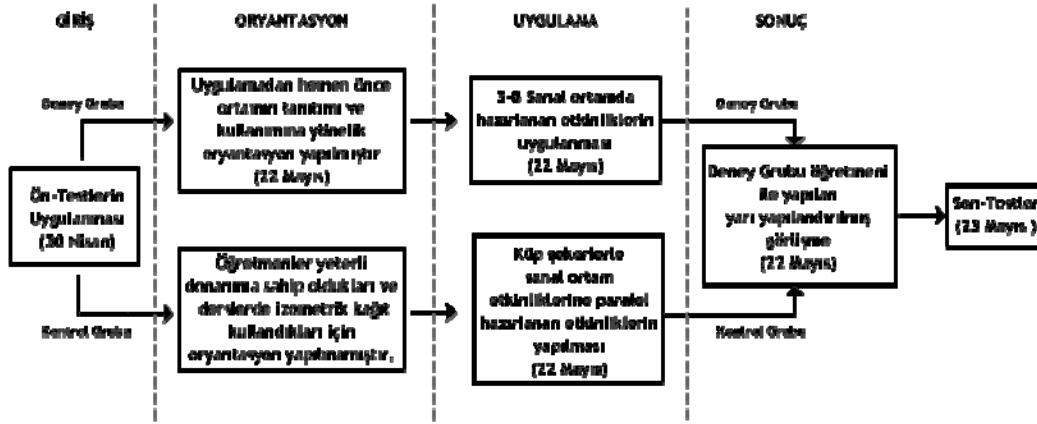 GİRİŞ
ORYANTASYON
UYGULAMA
SONUÇ
Deney Grubu
Uygulamadan hemen önce
ortamın tanıtımı ve
kullanımına yönelik
oryantasyon yapılmıştır
(22 Mayıs)
3-B Sanal ortamda
hazırlanan etkinliklerin
uygulanması
(22 Mayıs)
Deney Grubu
Ön-Testlerin
Uygulanması
(30 Nisan)
Deney Grubu öğretmeni
ile yapılan
yarı yapılandırılmış
görüşme
(22 Mayıs)
Son-Testler
(23 Mayıs )
Kontrol Grubu
Öğretmenler yeterli
donanıma sahip oldukları ve
derslerde izometrik kağıt
kullandıkları için
oryantasyon yapılmamıştır.
Küp şekerlerle
sanal ortam
etkinliklerine paralel
hazırlanan etkinliklerin
yapılması
(22 Mayıs)
Kontrol Grubu